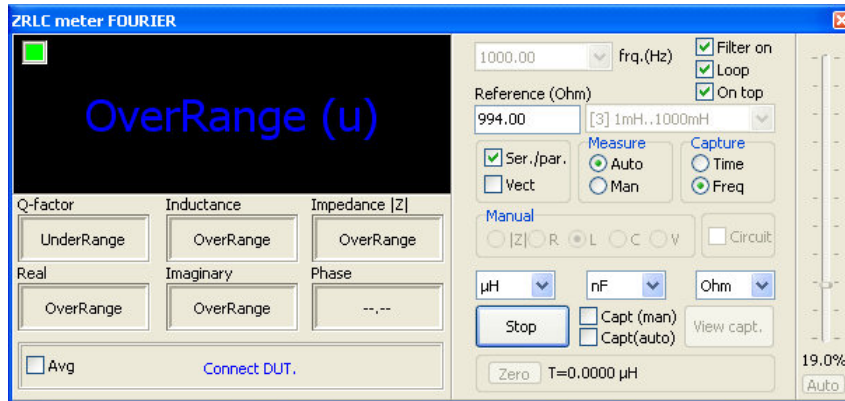 ZRLC meter FOURIER
OverRange (u)
Q-factor Inductance Impedance |Z|
UnderRange OverRange OverRange
Real Imaginary Phase
OverRange OverRange --,--
Avg Connect DUT.
1000.00 frq.(Hz) Filter on
Loop
Reference (Ohm) On top
994.00 [3] 1mH..1000mH
Measure Capture
Ser./par. Auto Time
Vect Man Freq
Manual
|Z| R L C V Circuit
µH nF Ohm
Stop Capt (man) View capt.
Capt(auto)
Zero T=0.0000 µH
19.0%
Auto